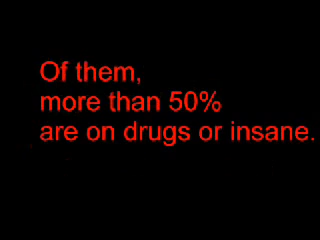 Of them,
more than 50%
are on drugs or insane.